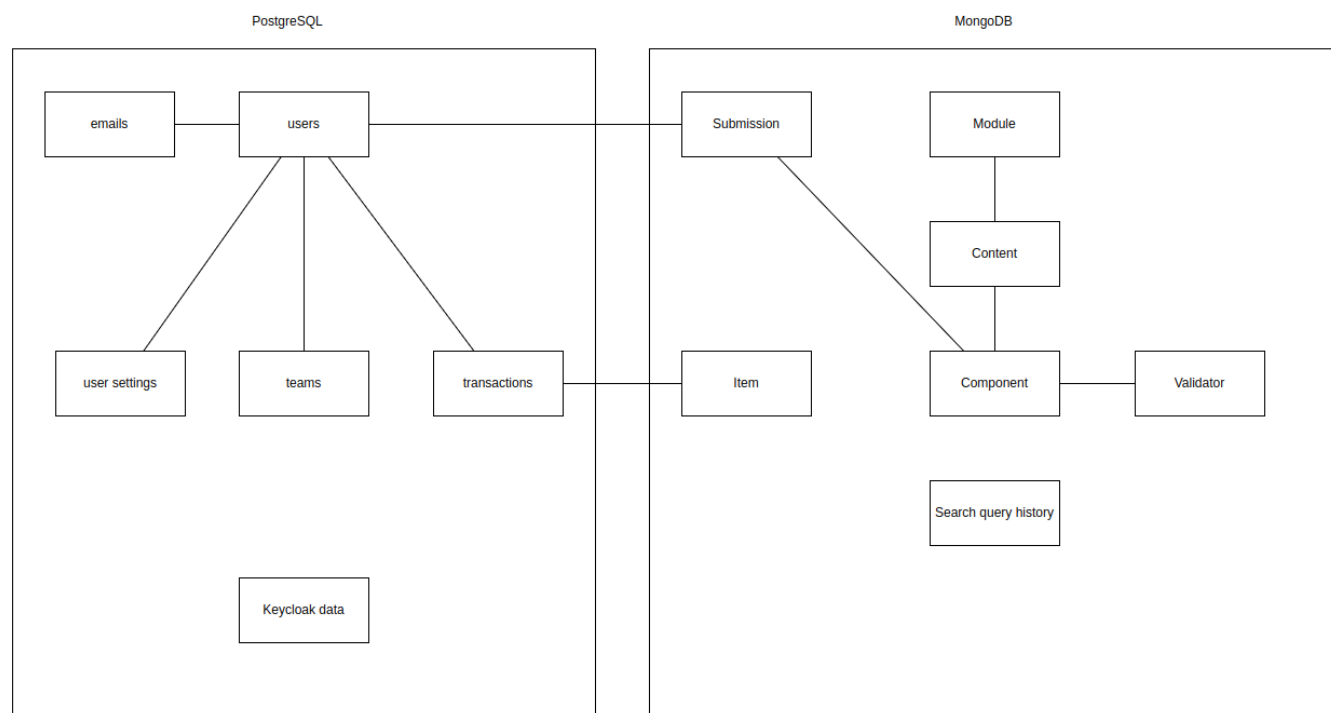 PostgreSQL
MongoDB
emails
users
Submission
Module
Content
user settings
teams
transactions
Item
Component
Validator
Search query history
Keycloak data